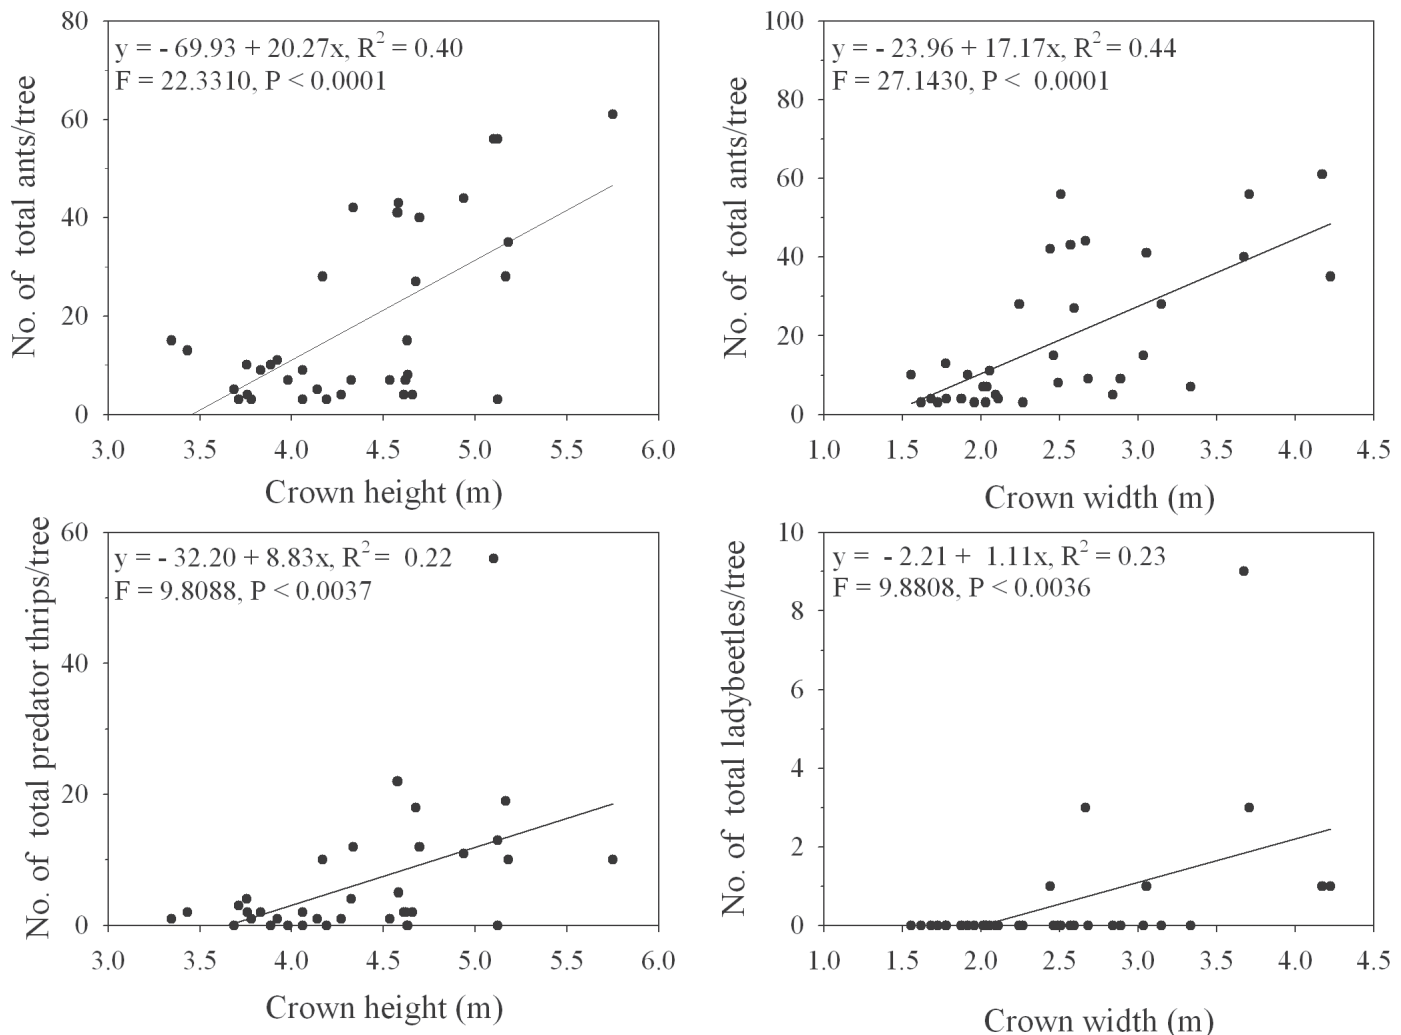 y = - 69.93 + 20.27x, R² = 0.40
F = 22.3310, P < 0.0001
No. of total ants/tree
80
60
40
20
0
3.0 3.5 4.0 4.5 5.0 5.5 6.0
Crown height (m)
y = - 23.96 + 17.17x, R² = 0.44
F = 27.1430, P < 0.0001
No. of total ants/tree
100
80
60
40
20
0
1.0 1.5 2.0 2.5 3.0 3.5 4.0 4.5
Crown width (m)
y = - 32.20 + 8.83x, R² = 0.22
F = 9.8088, P < 0.0037
No. of total predator thrips/tree
60
40
20
0
3.0 3.5 4.0 4.5 5.0 5.5 6.0
Crown height (m)
y = - 2.21 + 1.11x, R² = 0.23
F = 9.8808, P < 0.0036
No. of total ladybeetles/tree
10
8
6
4
2
0
1.0 1.5 2.0 2.5 3.0 3.5 4.0 4.5
Crown width (m)